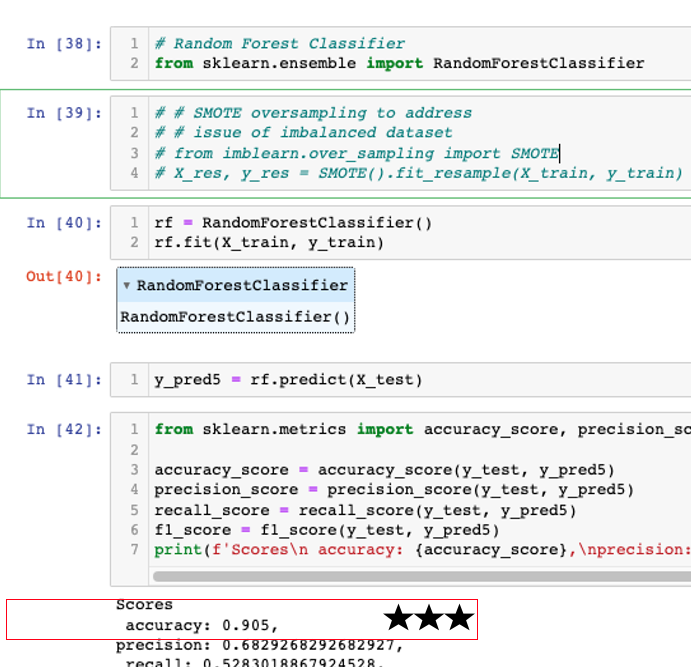 In [38]:
1 # Random Forest Classifier
2 from sklearn.ensemble import RandomForestClassifier
In [39]:
1 # # SMOTE oversampling to address
2 # # issue of imbalanced dataset
3 # from imblearn.over_sampling import SMOTE
4 # X_res, y_res = SMOTE().fit_resample(X_train, y_train)
In [40]:
1 rf = RandomForestClassifier()
2 rf.fit(X_train, y_train)
Out[40]:
▾ RandomForestClassifier
RandomForestClassifier()
In [41]:
1 y_pred5 = rf.predict(X_test)
In [42]:
1 from sklearn.metrics import accuracy_score, precision_sc
2
3 accuracy_score = accuracy_score(y_test, y_pred5)
4 precision_score = precision_score(y_test, y_pred5)
5 recall_score = recall_score(y_test, y_pred5)
6 f1_score = f1_score(y_test, y_pred5)
7 print(f'Scores\n accuracy: {accuracy_score},\nprecision:
Scores
accuracy: 0.905, ★★★
precision: 0.6829268292682927,
recall: 0.5283018867924528,